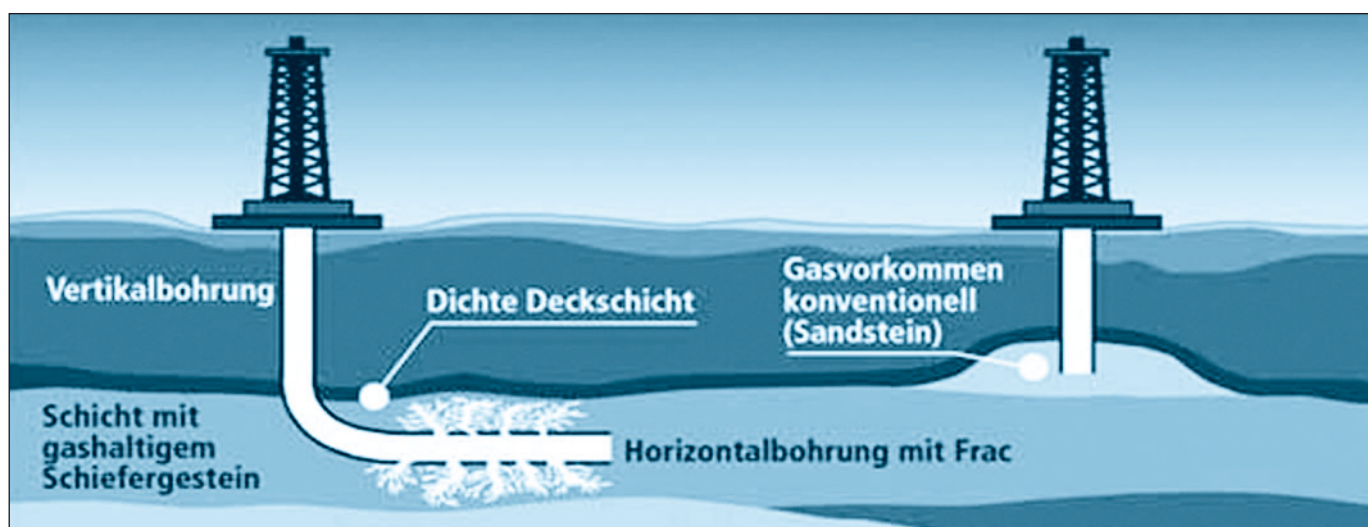 Vertikalbohrung
Dichte Deckschicht
Gasvorkommen
konventionell
(Sandstein)
Schicht mit
gashaltigem
Schiefergestein
Horizontalbohrung mit Frac